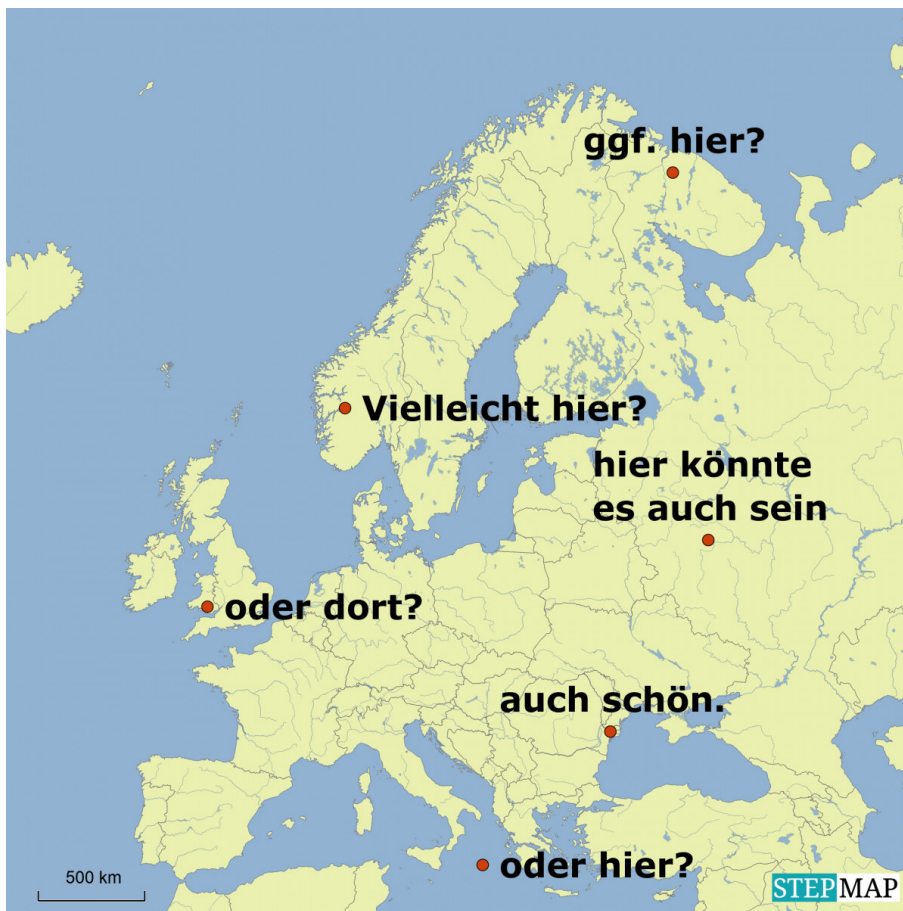 ggf. hier?
Vielleicht hier?
hier könnte
es auch sein
oder dort?
auch schön.
oder hier?
500 km
STEPMAP